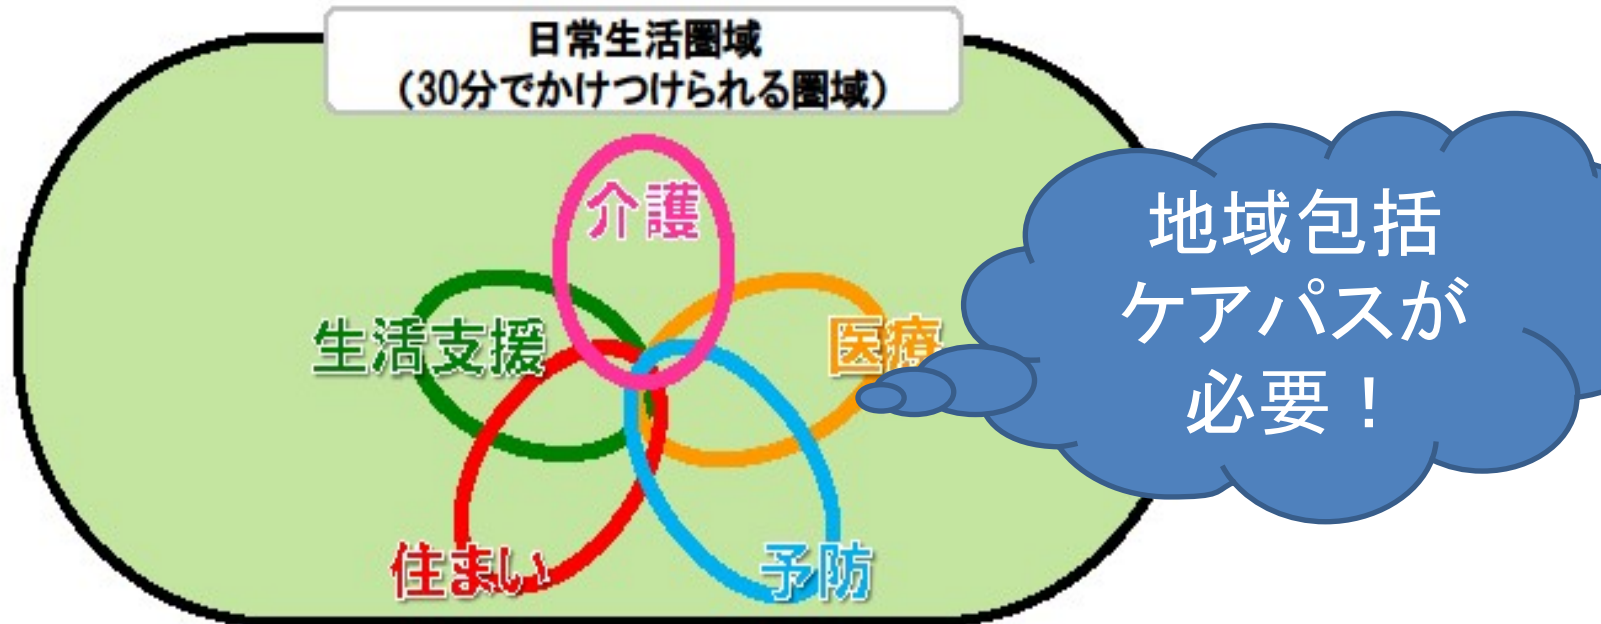 日常生活圏域
（30分でかけつけられる圏域）
介護
生活支援
医療
住まい
予防
地域包括
ケアパスが
必要！